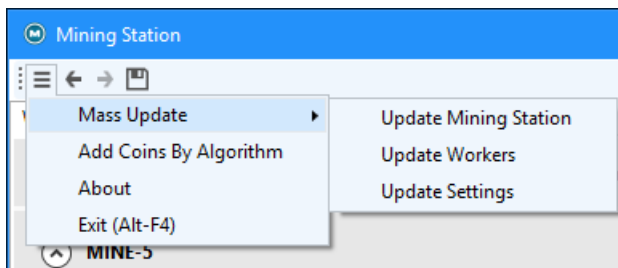 Mining Station
Mass Update
Update Mining Station
Add Coins By Algorithm
Update Workers
About
Update Settings
Exit (Alt-F4)
MINE-5